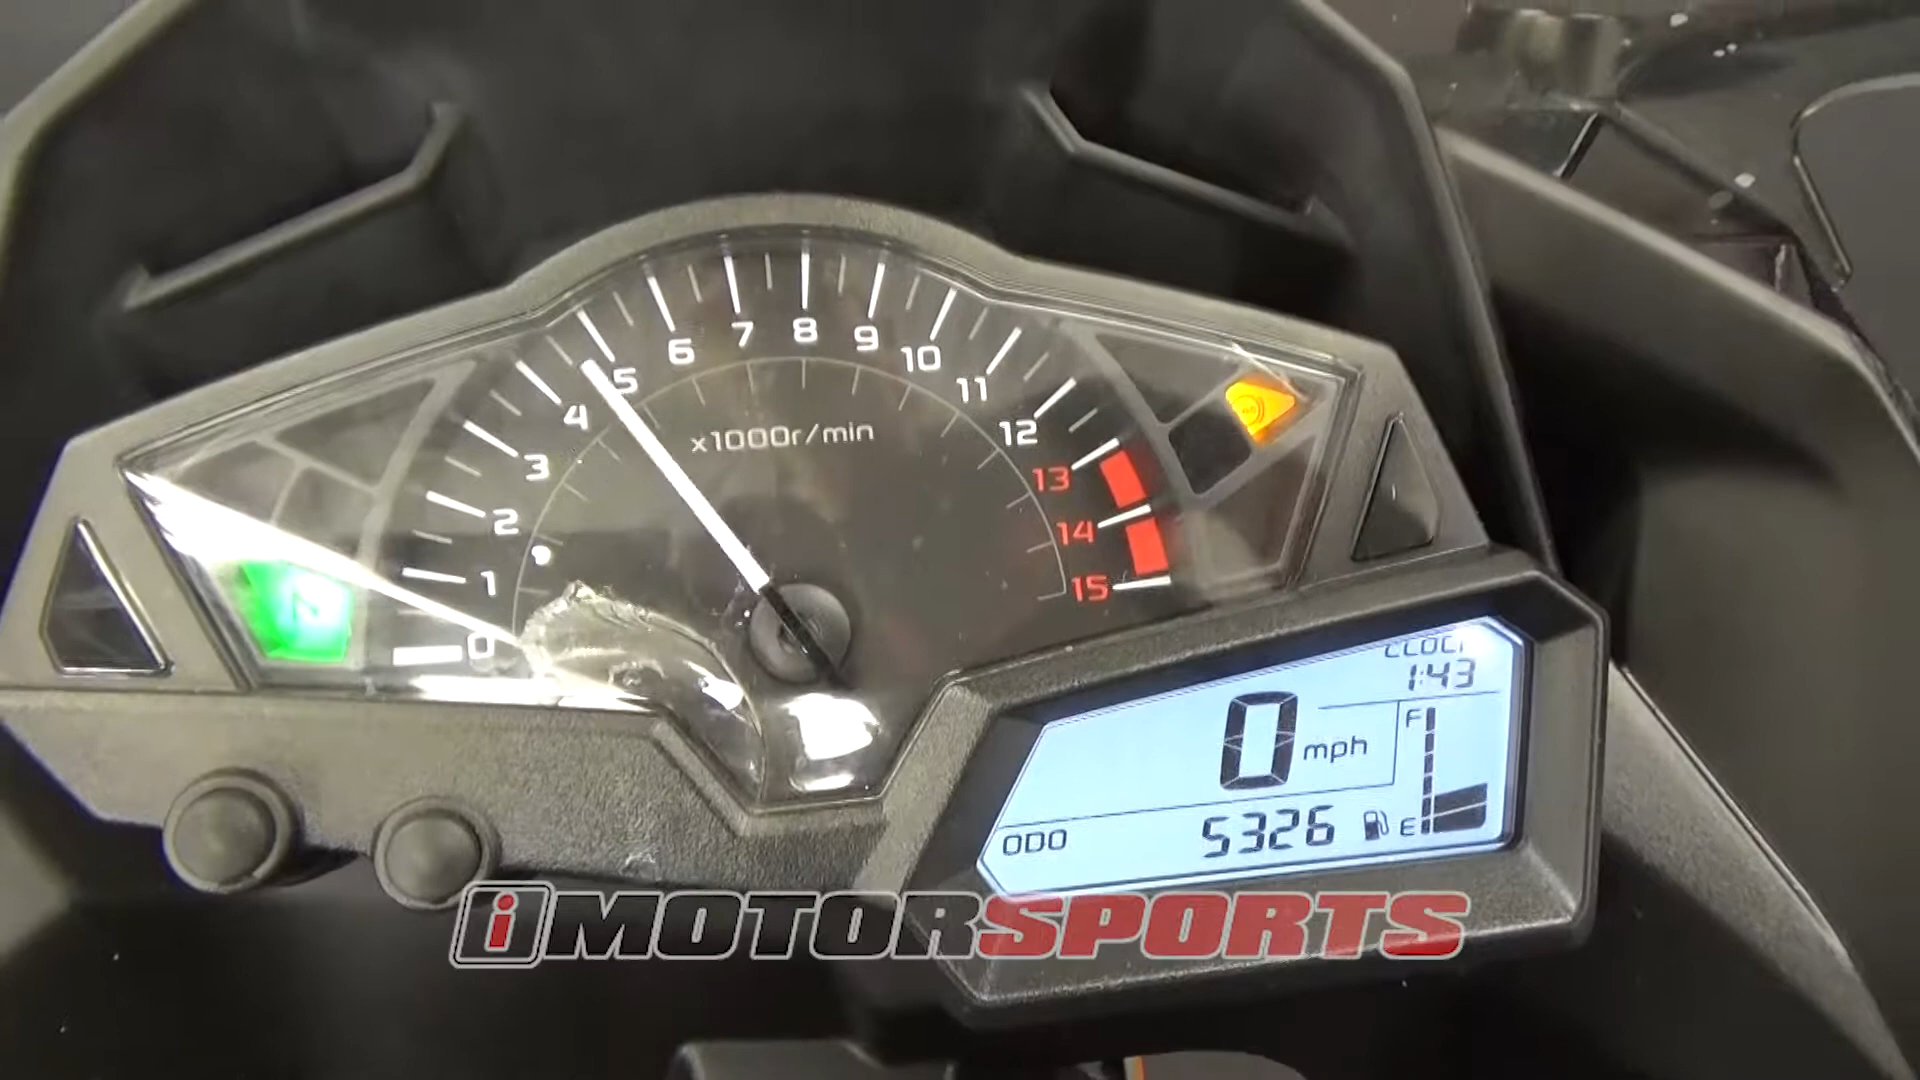 6 7 8 9 10
5 11
4 x1000r/min 12
3 13
2 14
1 15
0
N
CLOCK
1:43
0 mph
F
ODO 5326 E
iMOTORSPORTS